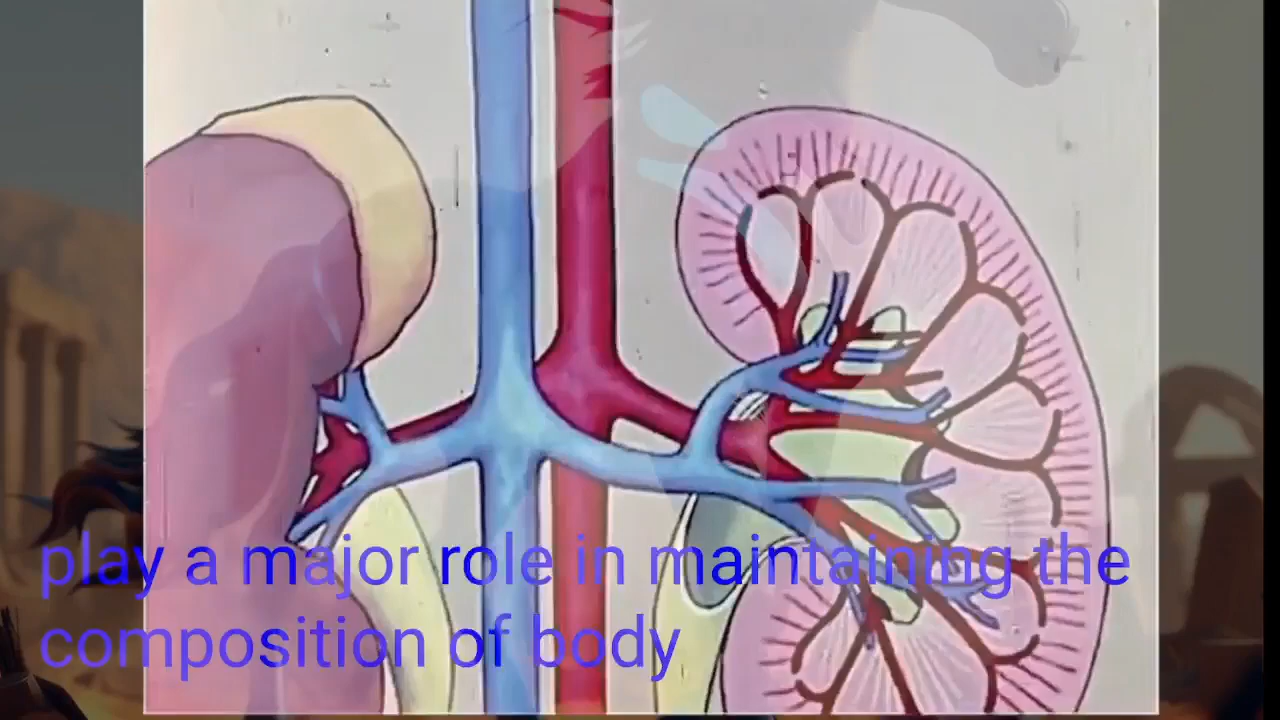 play a major role in maintaining the
composition of body